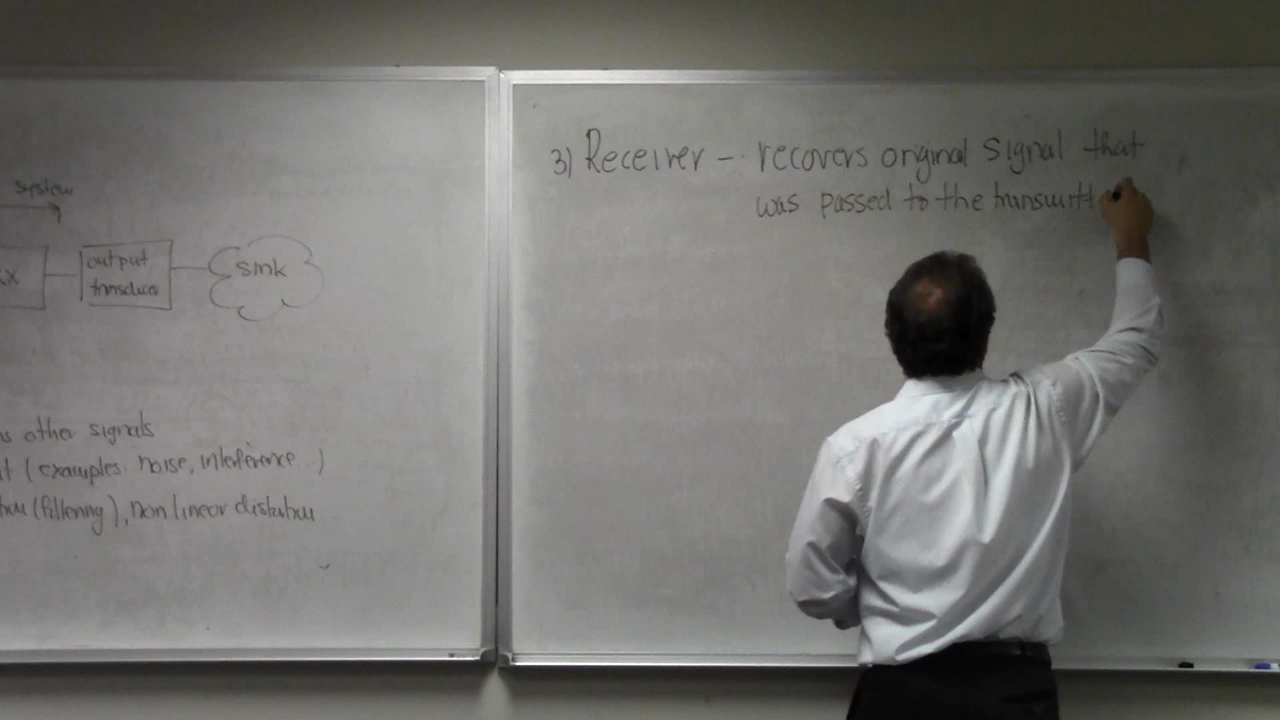 system
X
output
transducer
sink
s other signals
t (examples: noise, interference...)
(filtering), non linear distortion
3) Receiver - recovers original signal that
was passed to the transmitt